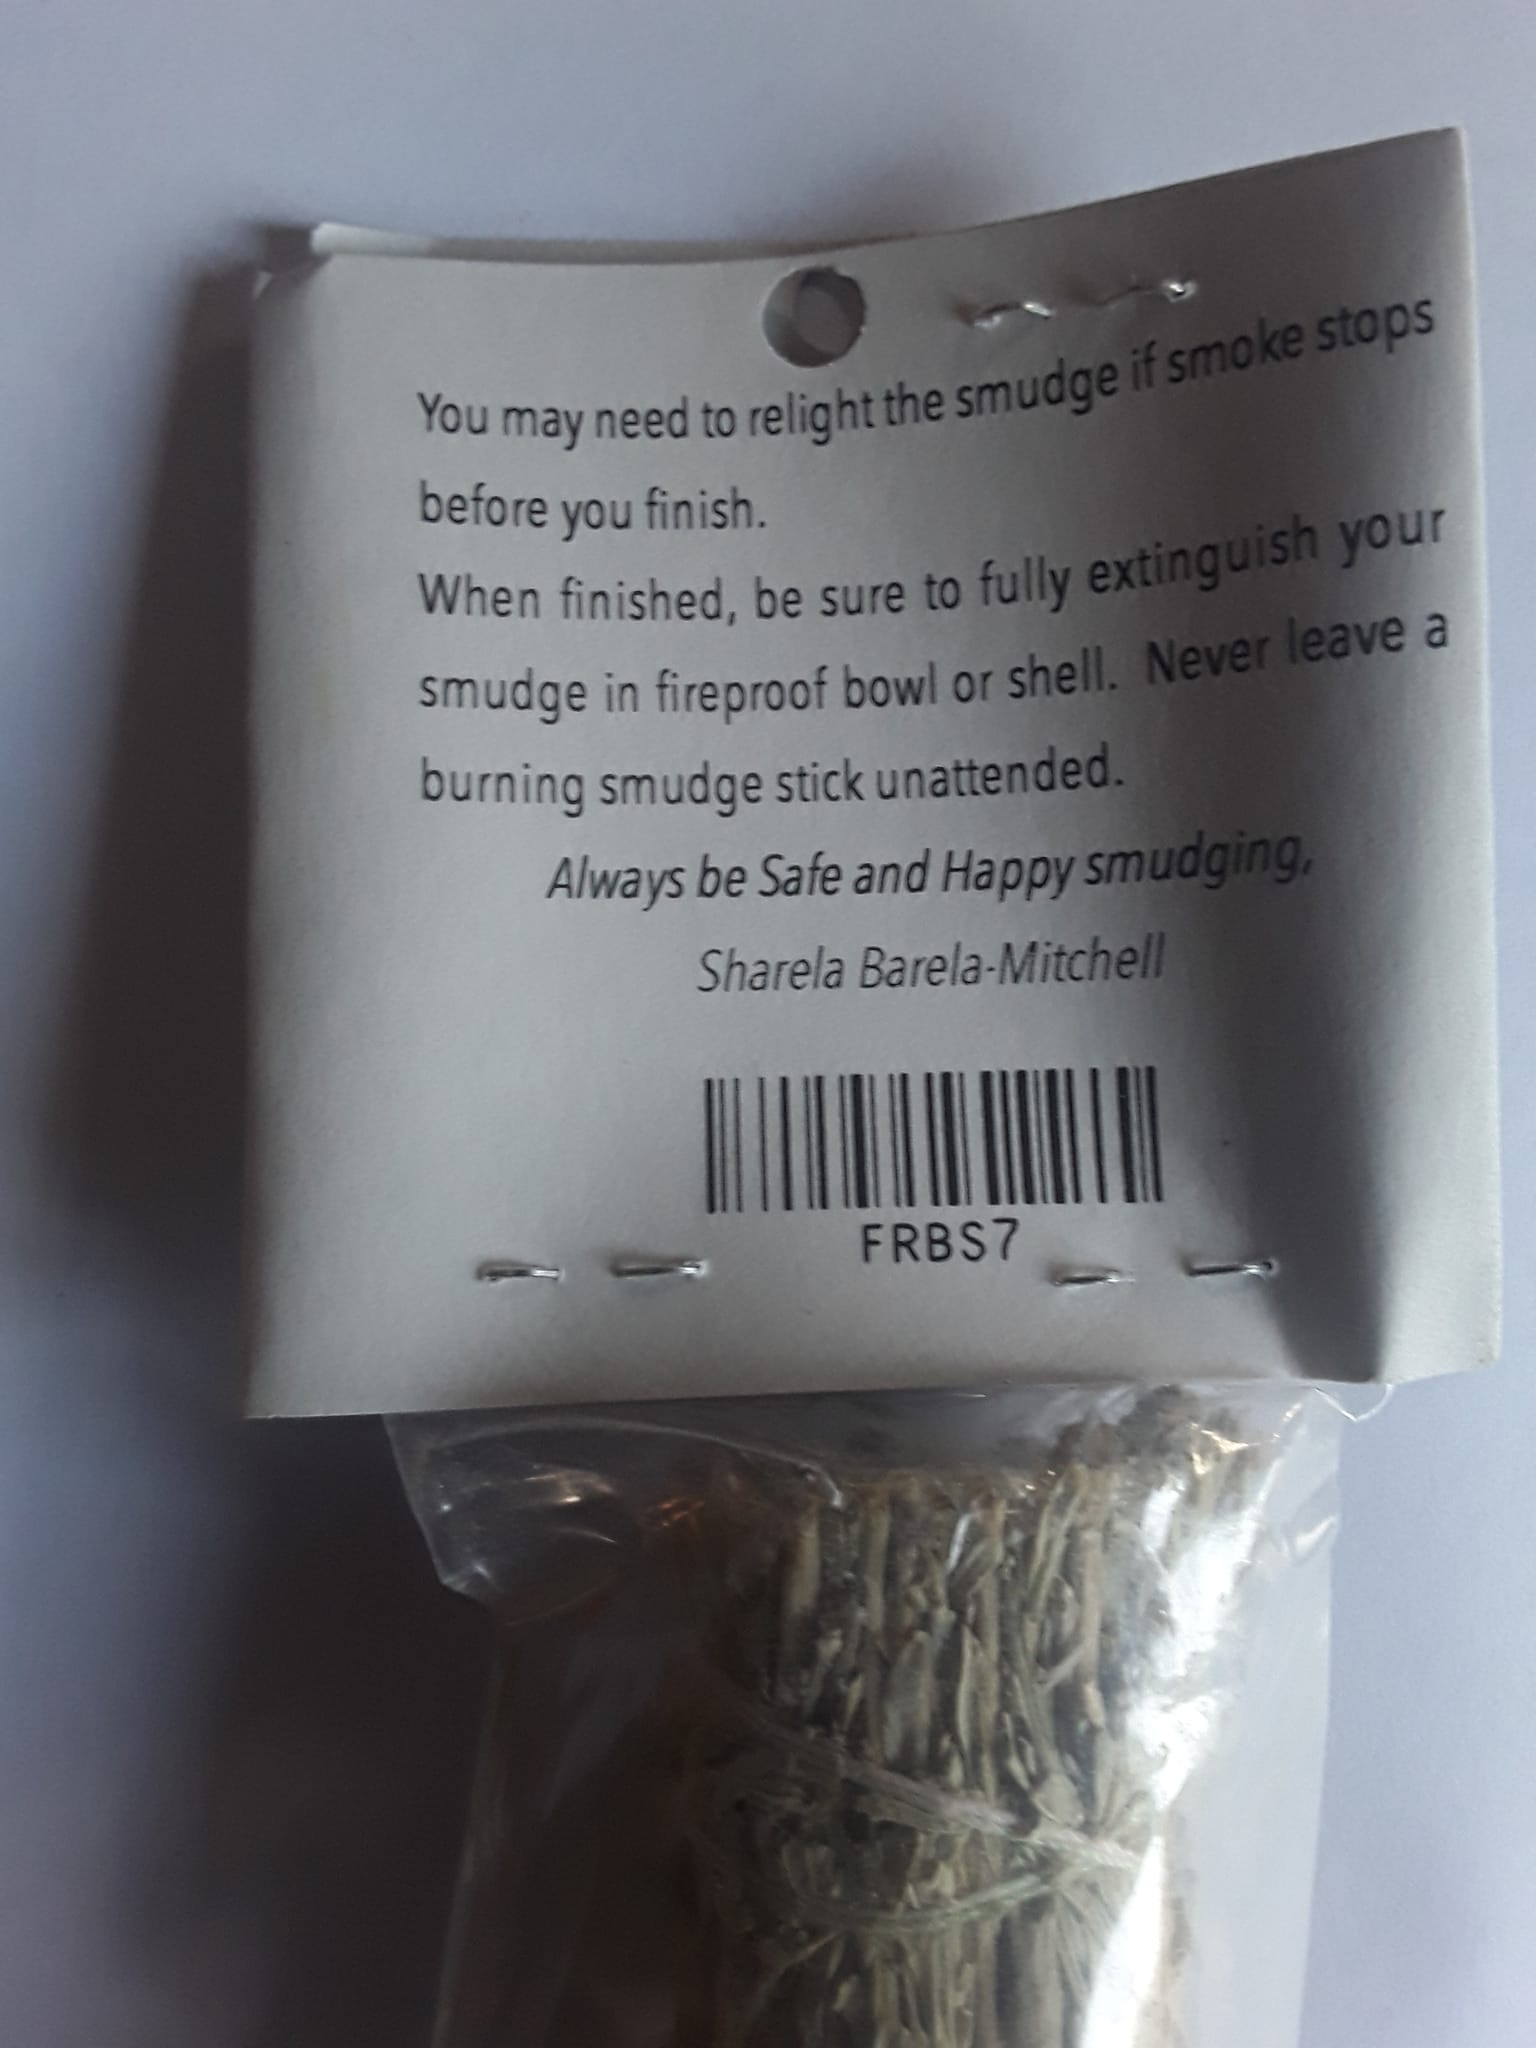 You may need to relight the smudge if smoke stops
before you finish.
When finished, be sure to fully extinguish your
smudge in fireproof bowl or shell. Never leave a
burning smudge stick unattended.
Always be Safe and Happy smudging,
Sharela Barela-Mitchell
FRBS7